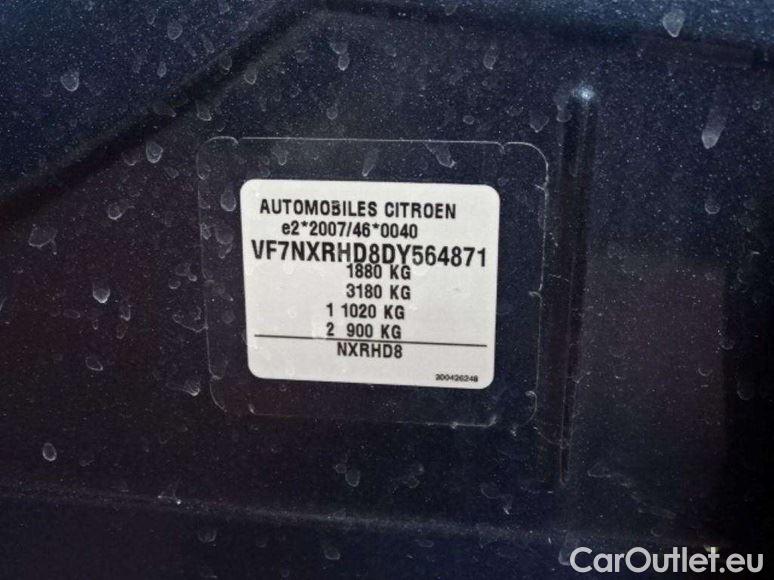 AUTOMOBILES CITROEN
e2*2007/46*0040
VF7NXRHD8DY564871
1880 KG
3180 KG
1 1020 KG
2 900 KG
NXRHD8
200426248
CarOutlet.eu